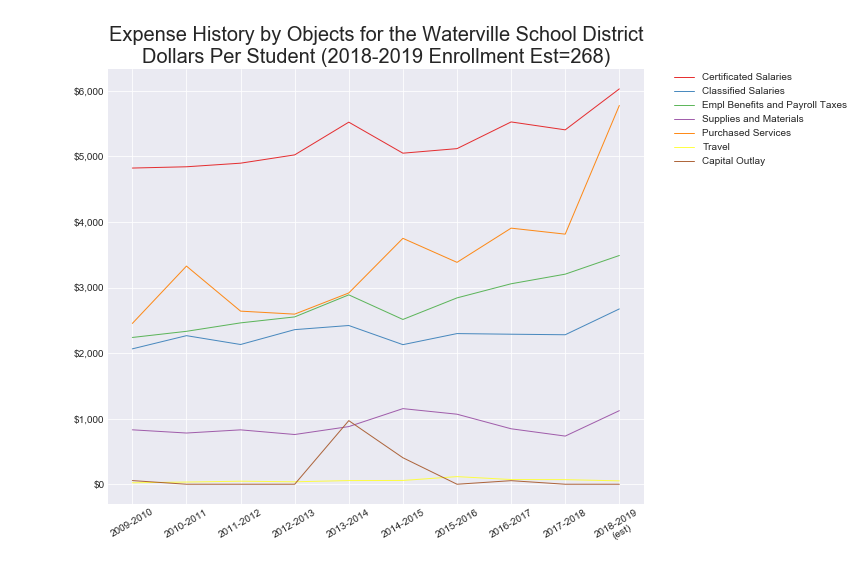 Expense History by Objects for the Waterville School District
Dollars Per Student (2018-2019 Enrollment Est=268)
Certificated Salaries
Classified Salaries
Empl Benefits and Payroll Taxes
Supplies and Materials
Purchased Services
Travel
Capital Outlay
$6,000
$5,000
$4,000
$3,000
$2,000
$1,000
$0
2009-2010
2010-2011
2011-2012
2012-2013
2013-2014
2014-2015
2015-2016
2016-2017
2017-2018
2018-2019
(est)